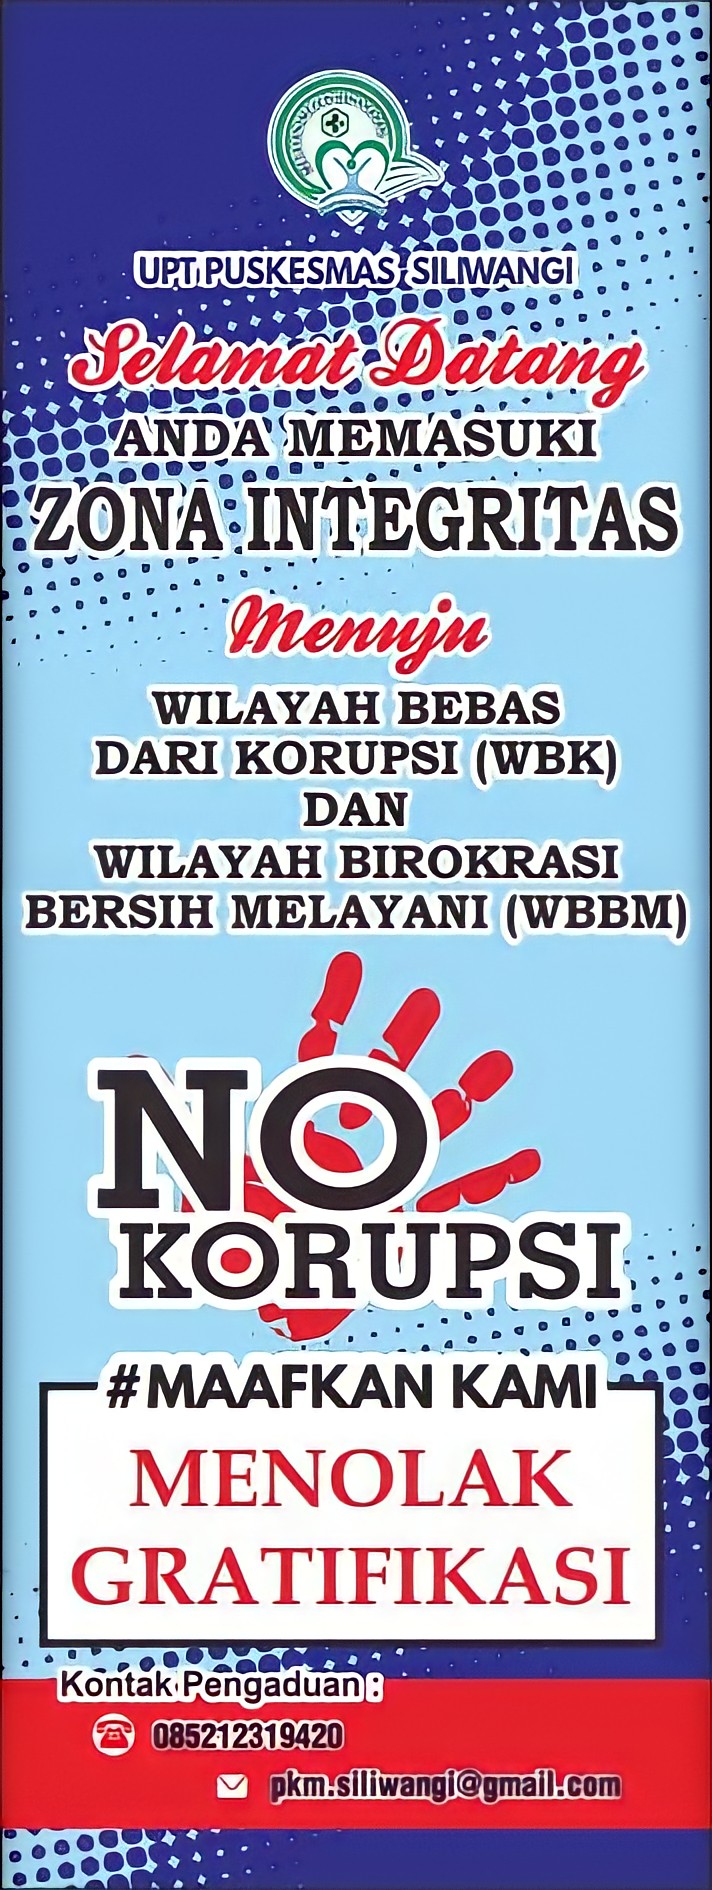 UPT PUSKESMAS SILIWANGI
Selamat Datang
ANDA MEMASUKI
ZONA INTEGRITAS
Menuju
WILAYAH BEBAS
DARI KORUPSI (WBK)
DAN
WILAYAH BIROKRASI
BERSIH MELAYANI (WBBM)
NO
KORUPSI
#MAAFKAN KAMI
MENOLAK
GRATIFIKASI
Kontak Pengaduan :
085212319420
pkm.siliwangi@gmail.com